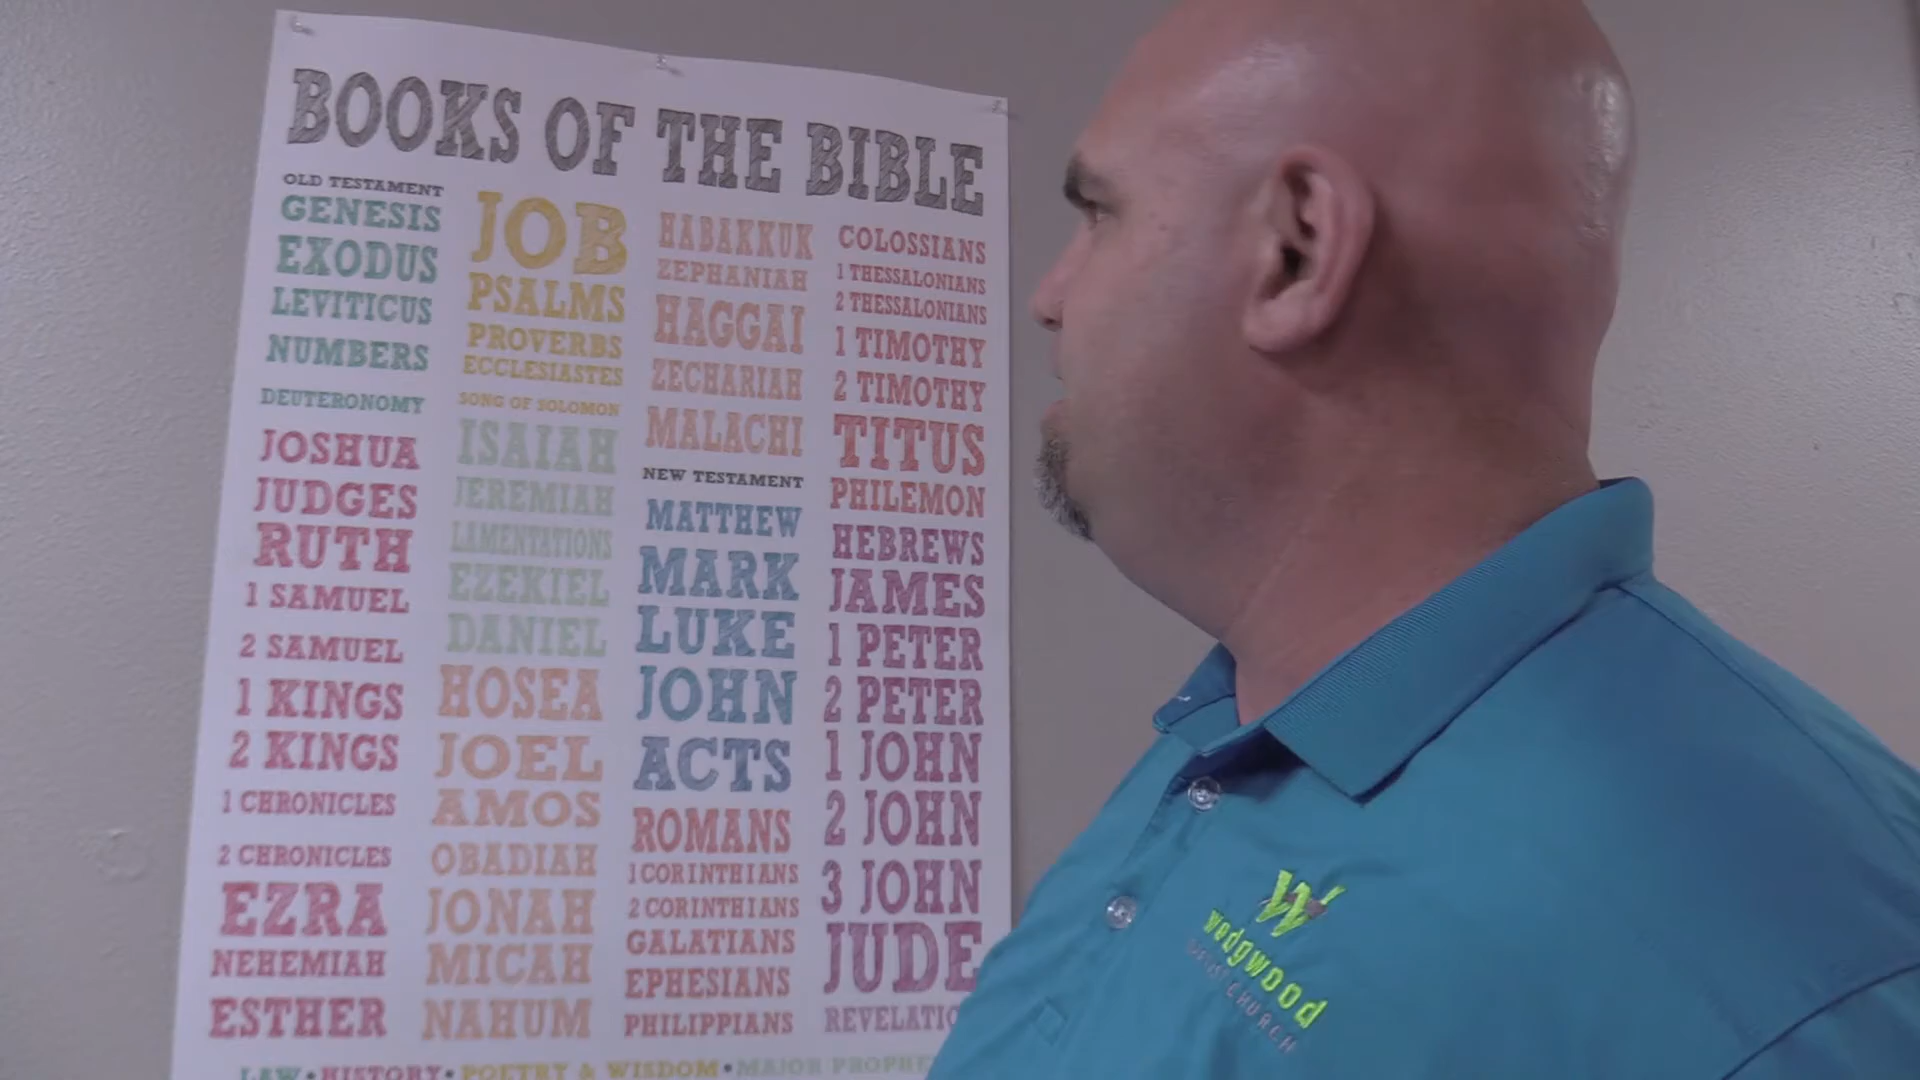 BOOKS OF THE BIBLE
OLD TESTAMENT
GENESIS
EXODUS
LEVITICUS
NUMBERS
DEUTERONOMY
JOSHUA
JUDGES
RUTH
1 SAMUEL
2 SAMUEL
1 KINGS
2 KINGS
1 CHRONICLES
2 CHRONICLES
EZRA
NEHEMIAH
ESTHER
JOB
PSALMS
PROVERBS
ECCLESIASTES
SONG OF SOLOMON
ISAIAH
JEREMIAH
LAMENTATIONS
EZEKIEL
DANIEL
HOSEA
JOEL
AMOS
OBADIAH
JONAH
MICAH
NAHUM
HABAKKUK
ZEPHANIAH
HAGGAI
ZECHARIAH
MALACHI
NEW TESTAMENT
MATTHEW
MARK
LUKE
JOHN
ACTS
ROMANS
1 CORINTHIANS
2 CORINTHIANS
GALATIANS
EPHESIANS
PHILIPPIANS
COLOSSIANS
1 THESSALONIANS
2 THESSALONIANS
1 TIMOTHY
2 TIMOTHY
TITUS
PHILEMON
HEBREWS
JAMES
1 PETER
2 PETER
1 JOHN
2 JOHN
3 JOHN
JUDE
REVELATIO
LAW • HISTORY • POETRY & WISDOM • MAJOR PROPHE
W
wedgwood
BAPTIST CHURCH